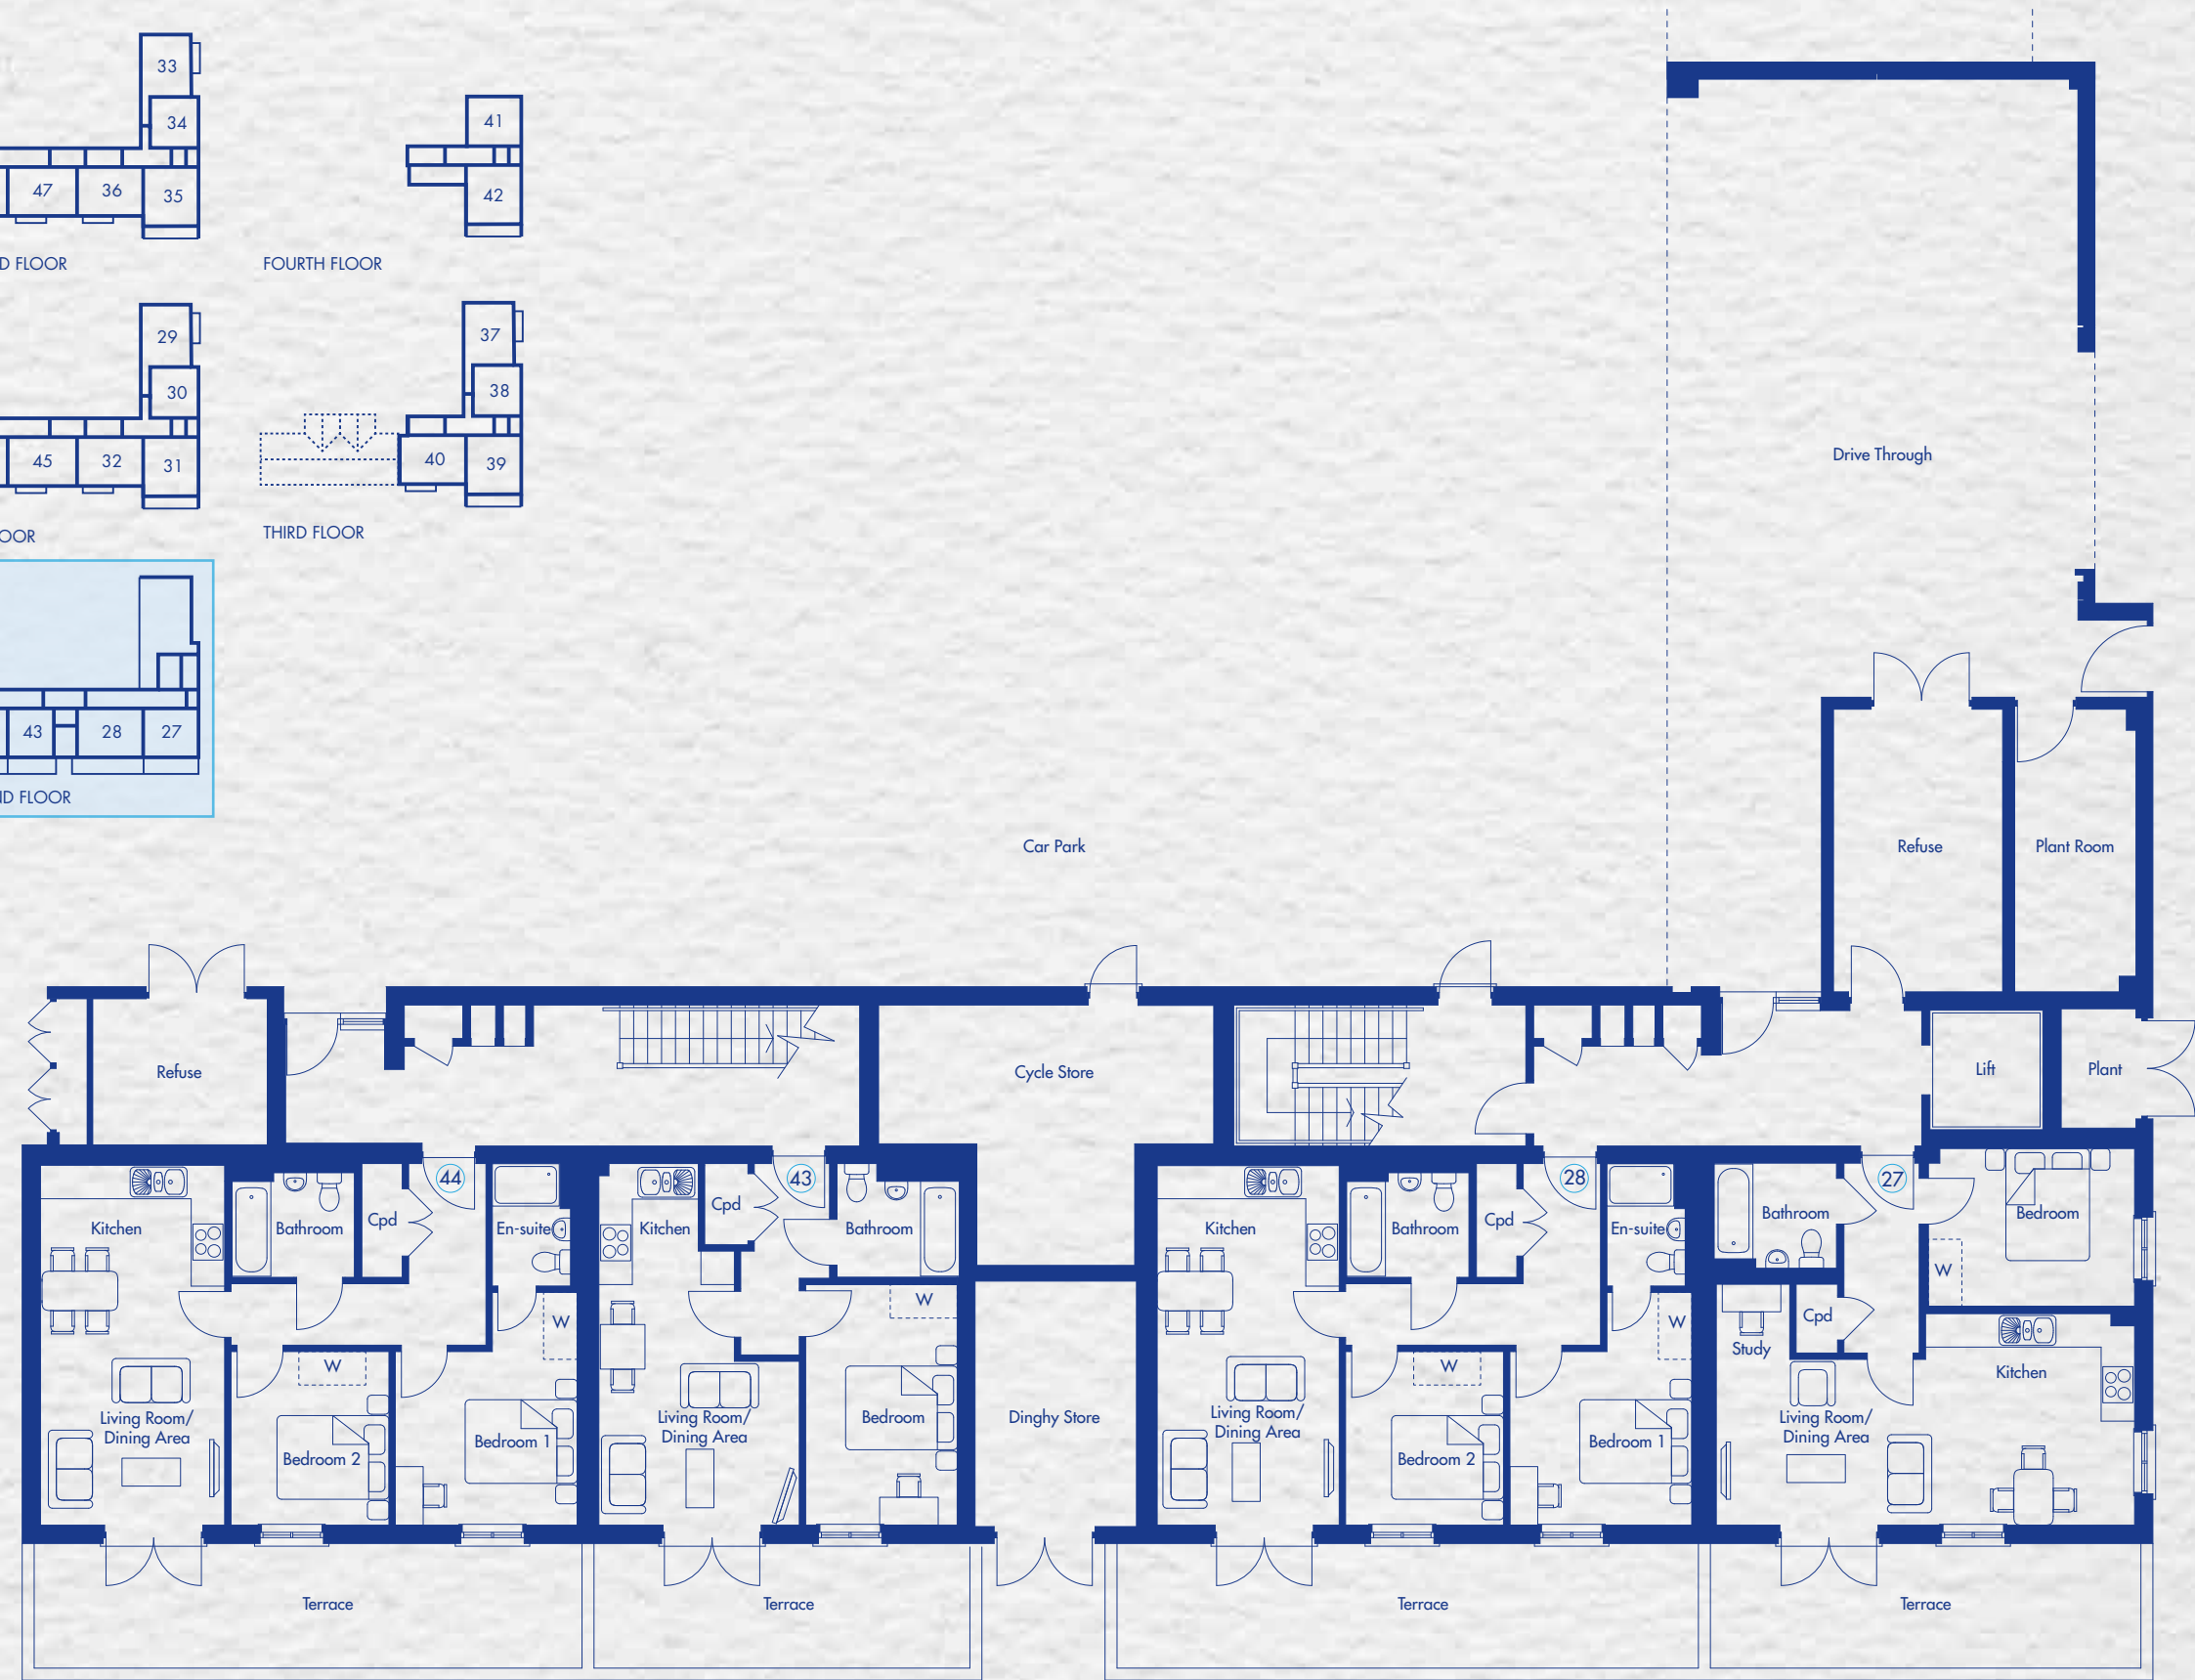 33
34
47
36
35
D FLOOR
41
42
FOURTH FLOOR
29
30
45
32
31
OOR
37
38
40
39
THIRD FLOOR
43
28
27
ND FLOOR
Drive Through
Car Park
Refuse
Plant Room
Refuse
Cycle Store
Lift
Plant
44
43
28
27
Kitchen
Bathroom
Cpd
En-suite
W
W
Living Room/
Dining Area
Bedroom 2
Bedroom 1
Kitchen
Cpd
Bathroom
W
Living Room/
Dining Area
Bedroom
Dinghy Store
Kitchen
Bathroom
Cpd
En-suite
W
W
Living Room/
Dining Area
Bedroom 2
Bedroom 1
Bathroom
Bedroom
W
Cpd
Study
Kitchen
Living Room/
Dining Area
Terrace
Terrace
Terrace
Terrace